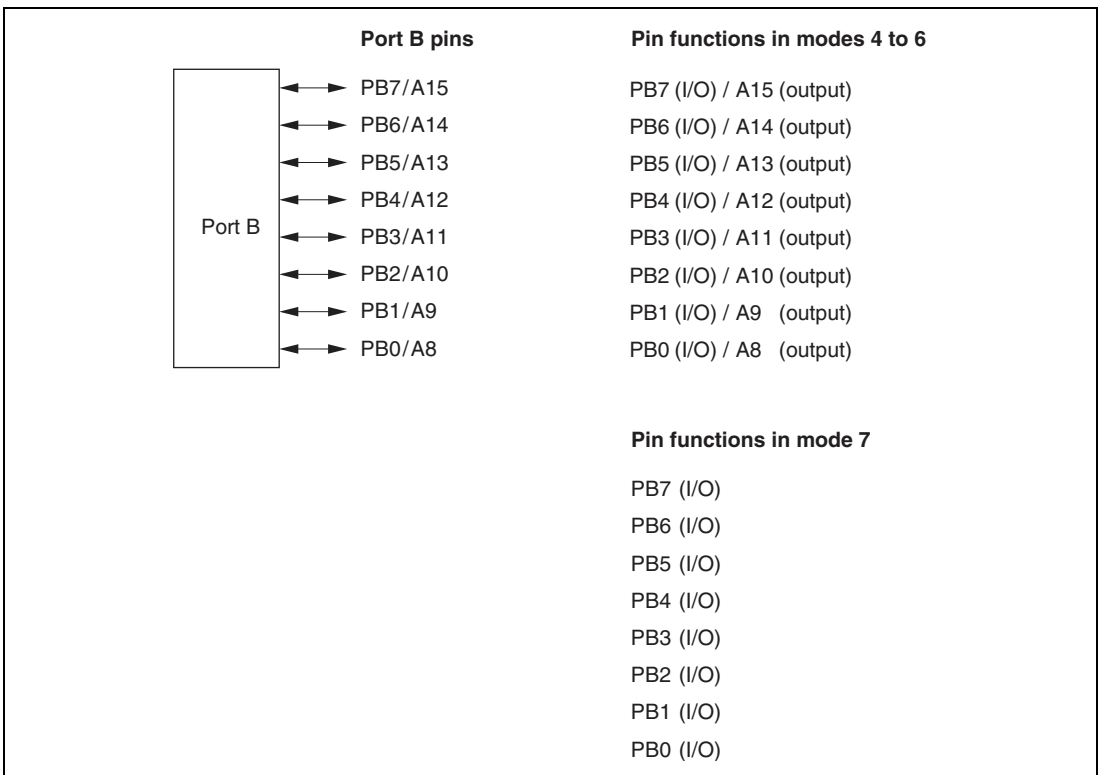 Port B pins
Pin functions in modes 4 to 6
PB7/A15
PB7 (I/O) / A15 (output)
PB6/A14
PB6 (I/O) / A14 (output)
PB5/A13
PB5 (I/O) / A13 (output)
PB4/A12
PB4 (I/O) / A12 (output)
Port B
PB3/A11
PB3 (I/O) / A11 (output)
PB2/A10
PB2 (I/O) / A10 (output)
PB1/A9
PB1 (I/O) / A9 (output)
PB0/A8
PB0 (I/O) / A8 (output)
Pin functions in mode 7
PB7 (I/O)
PB6 (I/O)
PB5 (I/O)
PB4 (I/O)
PB3 (I/O)
PB2 (I/O)
PB1 (I/O)
PB0 (I/O)